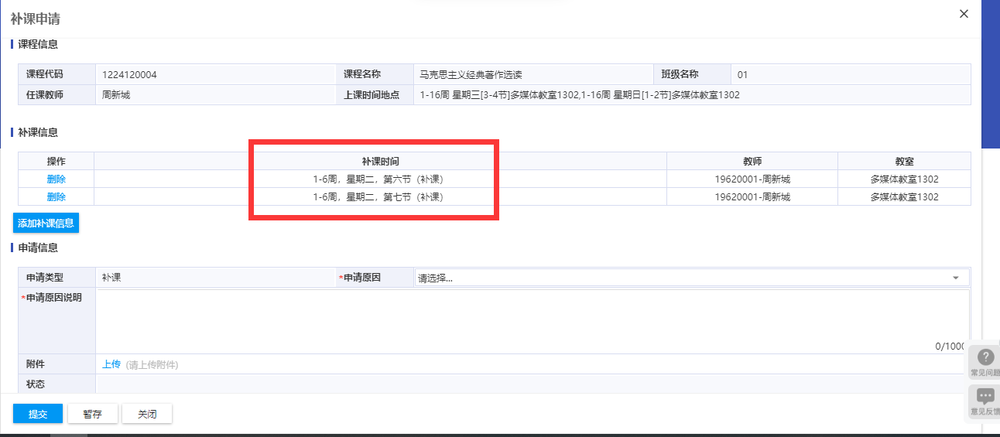 补课申请
课程信息
课程代码 1224120004 课程名称 马克思主义经典著作选读 班级名称 01
任课教师 周新城 上课时间地点 1-16周 星期三[3-4节]多媒体教室1302,1-16周 星期日[1-2节]多媒体教室1302
补课信息
操作 补课时间 教师 教室
删除 1-6周，星期二，第六节（补课） 19620001-周新城 多媒体教室1302
删除 1-6周，星期二，第七节（补课） 19620001-周新城 多媒体教室1302
添加补课信息
申请信息
申请类型 补课 *申请原因 请选择...
*申请原因说明
0/1000
附件 上传 (请上传附件)
状态
提交 暂存 关闭
常见问题
意见反馈